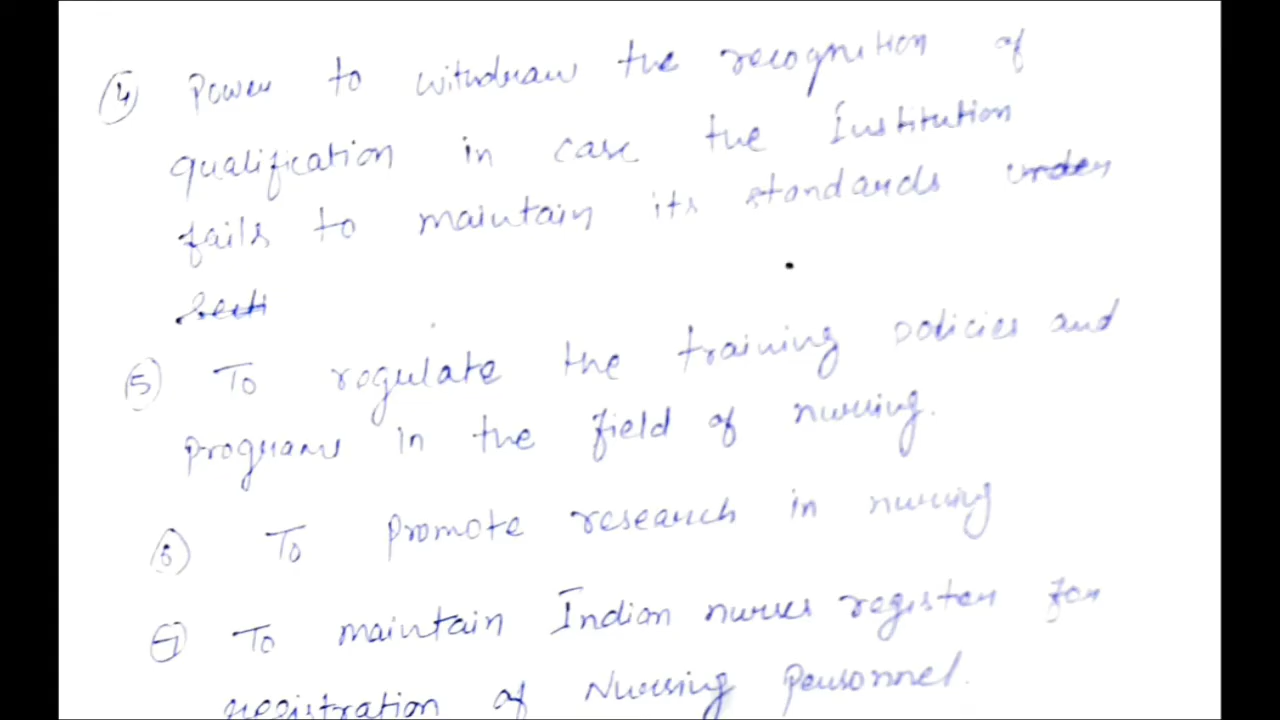 ④ Power to withdraw the recognition of
qualification in case the Institution
fails to maintain its standards under
Secti
⑤ To rogulate the training policies and
programs in the field of nursing.
⑥ To promote research in nursing
⑦ To maintain Indian nurses register for
registration of Nursing Personnel.